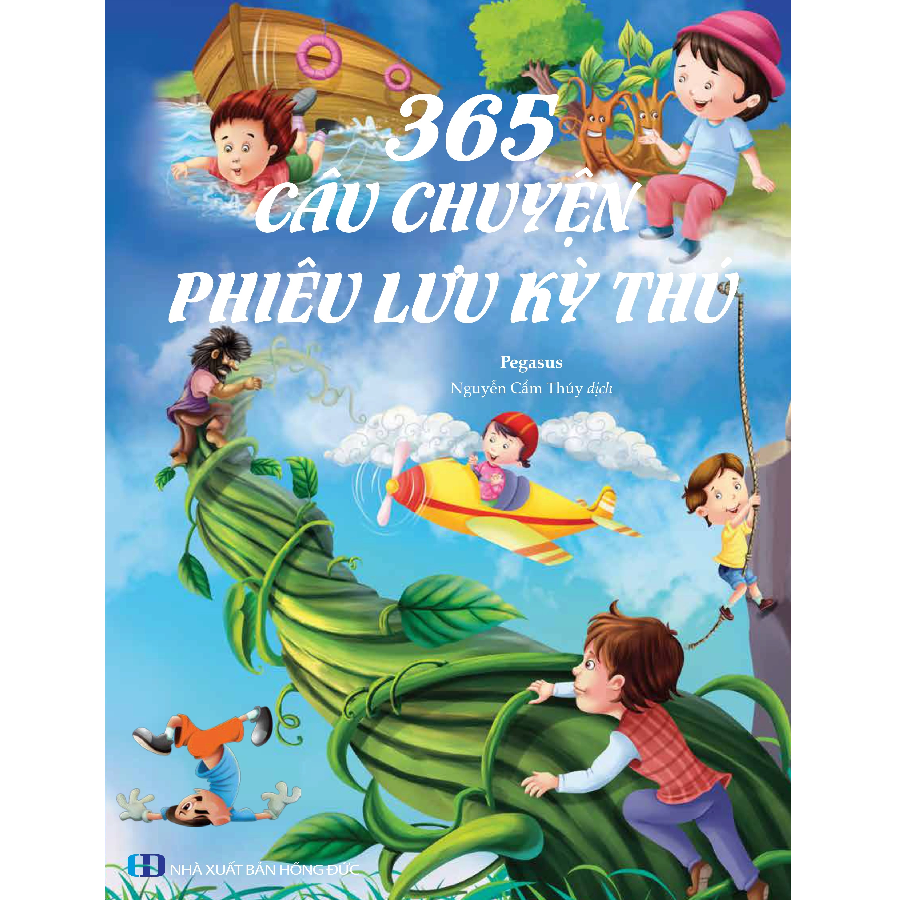 365
CÂU CHUYỆN
PHIÊU LƯU KỲ THÚ
Pegasus
Nguyễn Cẩm Thúy dịch
NHÀ XUẤT BẢN HỒNG ĐỨC